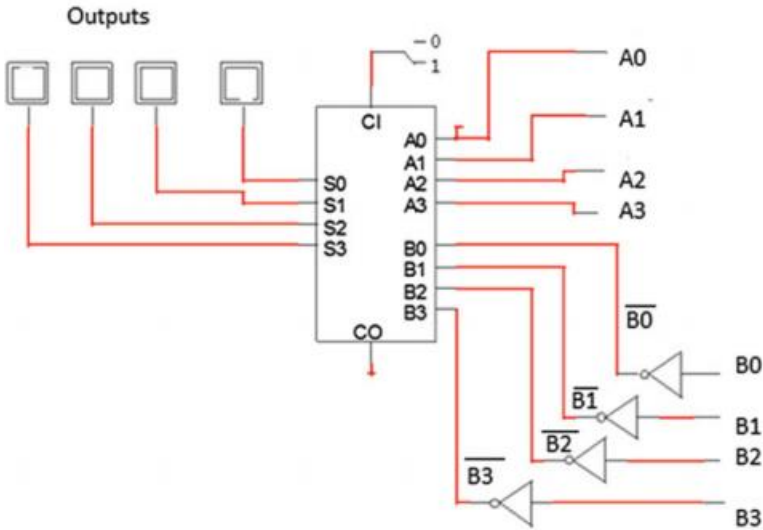 Outputs
0
1
CI
A0
A1
A2
A3
S0
S1
S2
S3
B0
B1
B2
B3
CO
A0
A1
A2
A3
B0̅
B1̅
B2̅
B3̅
B0
B1
B2
B3